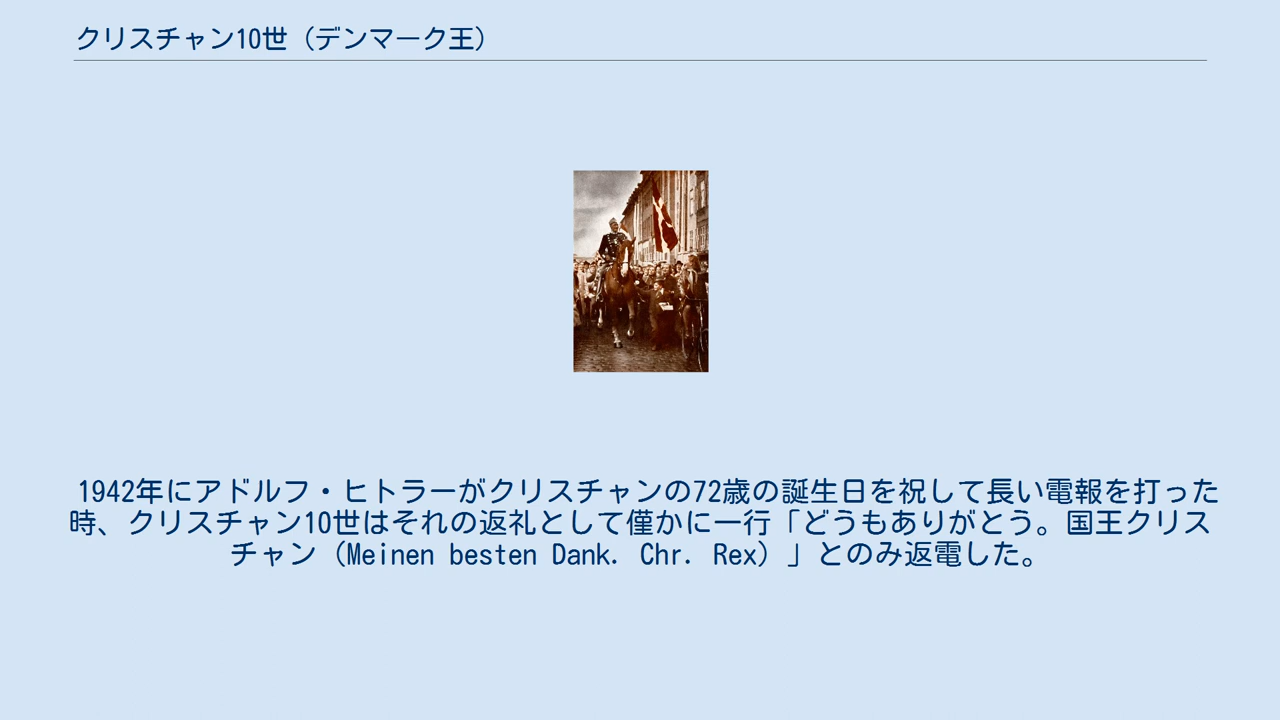 クリスチャン10世（デンマーク王）
1942年にアドルフ・ヒトラーがクリスチャンの72歳の誕生日を祝して長い電報を打った
時、クリスチャン10世はそれの返礼として僅かに一行「どうもありがとう。国王クリス
チャン（Meinen besten Dank. Chr. Rex）」とのみ返電した。